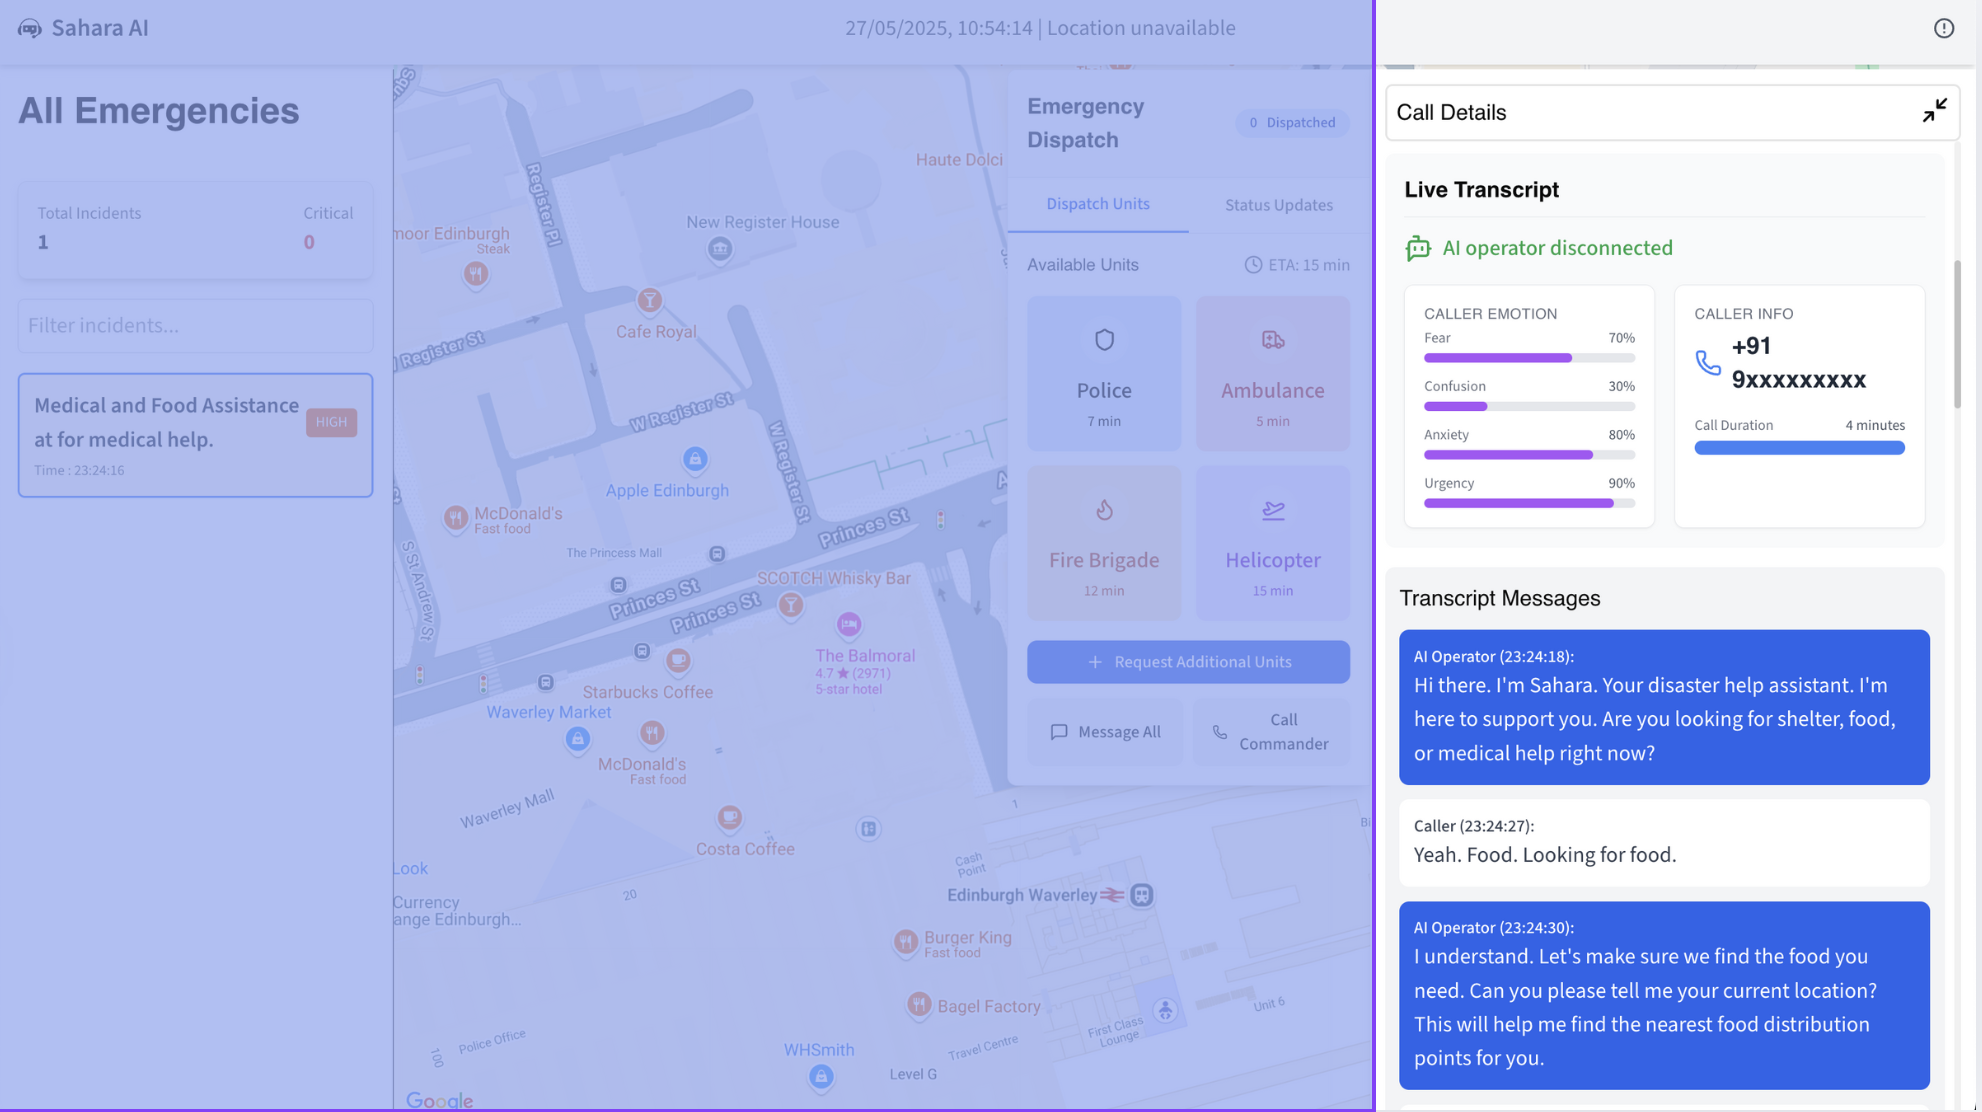 Sahara AI
27/05/2025, 10:54:14 | Location unavailable
All Emergencies
Total Incidents
1
Critical
0
Filter incidents...
Medical and Food Assistance
at for medical help.
HIGH
Time : 23:24:16
Register Pl
Haute Dolci
New Register House
moor Edinburgh
Steak
Cafe Royal
Register St
W Register St
W Register St
Apple Edinburgh
McDonald's
Fast food
The Princess Mall
Princes St
SCOTCH Whisky Bar
Princes St
Princes St
S St Andrew St
The Balmoral
4.7 ★ (2971)
5-star hotel
Starbucks Coffee
Waverley Market
McDonald's
Fast food
Waverley Mall
Costa Coffee
Look
20
Cash
Point
Currency
ange Edinburgh...
Edinburgh Waverley
Burger King
Fast food
Bagel Factory
Unit 6
First Class
Lounge
Police Office
100
WHSmith
Travel Centre
Level G
Google
1
Emergency
Dispatch
0 Dispatched
Dispatch Units
Status Updates
Available Units
ETA: 15 min
Police
7 min
Ambulance
5 min
Fire Brigade
12 min
Helicopter
15 min
+ Request Additional Units
Message All
Call
Commander
Call Details
Live Transcript
AI operator disconnected
CALLER EMOTION
Fear 70%
Confusion 30%
Anxiety 80%
Urgency 90%
CALLER INFO
+91
9xxxxxxxxx
Call Duration 4 minutes
Transcript Messages
AI Operator (23:24:18):
Hi there. I'm Sahara. Your disaster help assistant. I'm
here to support you. Are you looking for shelter, food,
or medical help right now?
Caller (23:24:27):
Yeah. Food. Looking for food.
AI Operator (23:24:30):
I understand. Let's make sure we find the food you
need. Can you please tell me your current location?
This will help me find the nearest food distribution
points for you.